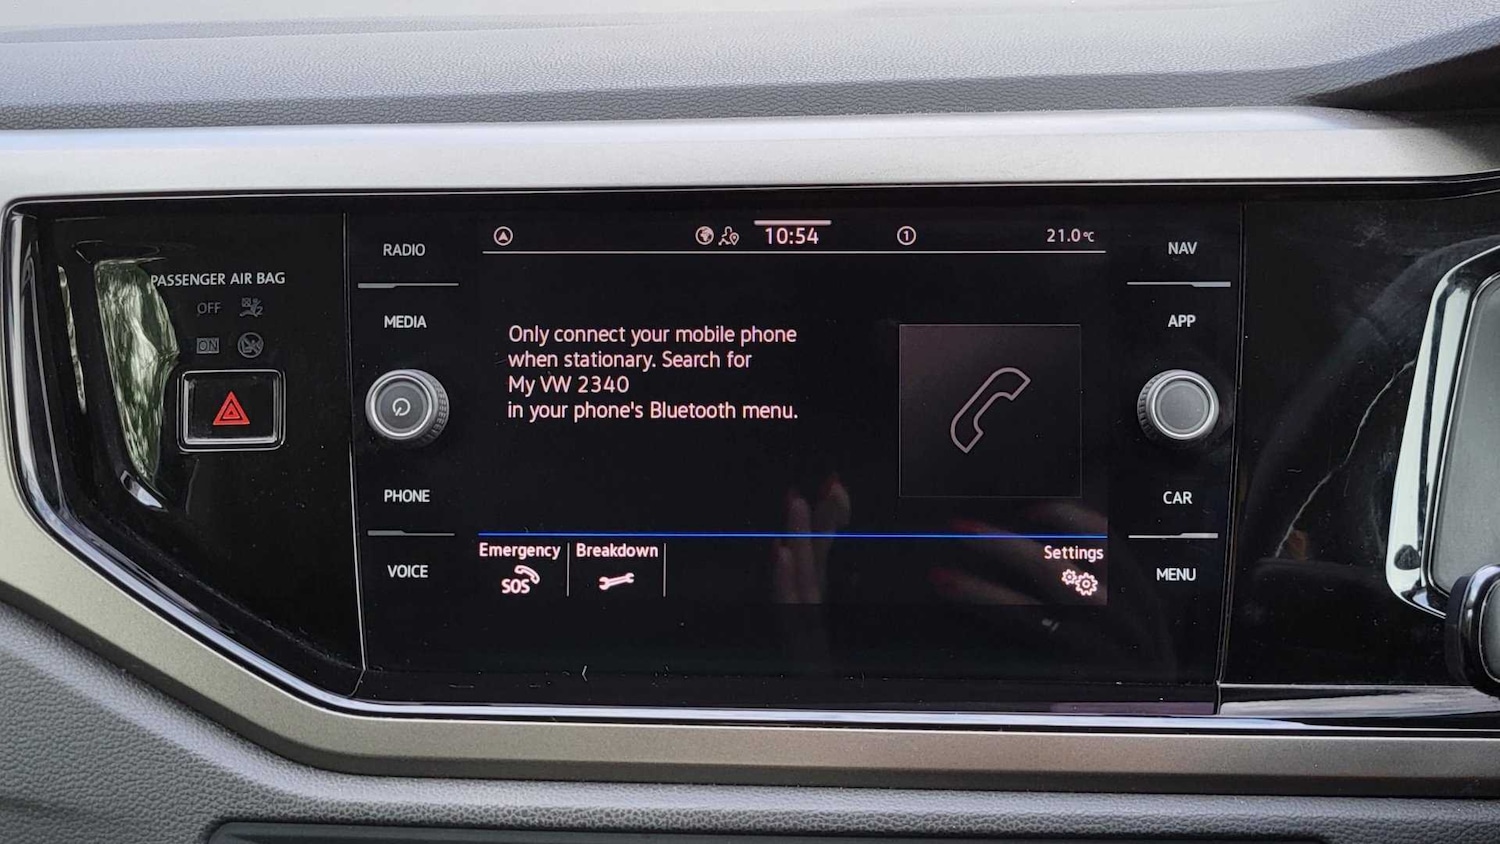 PASSENGER AIR BAG
OFF
ON
RADIO
MEDIA
PHONE
VOICE
10:54
1
21.0°C
Only connect your mobile phone
when stationary. Search for
My VW 2340
in your phone's Bluetooth menu.
Emergency
SOS
Breakdown
Settings
NAV
APP
CAR
MENU